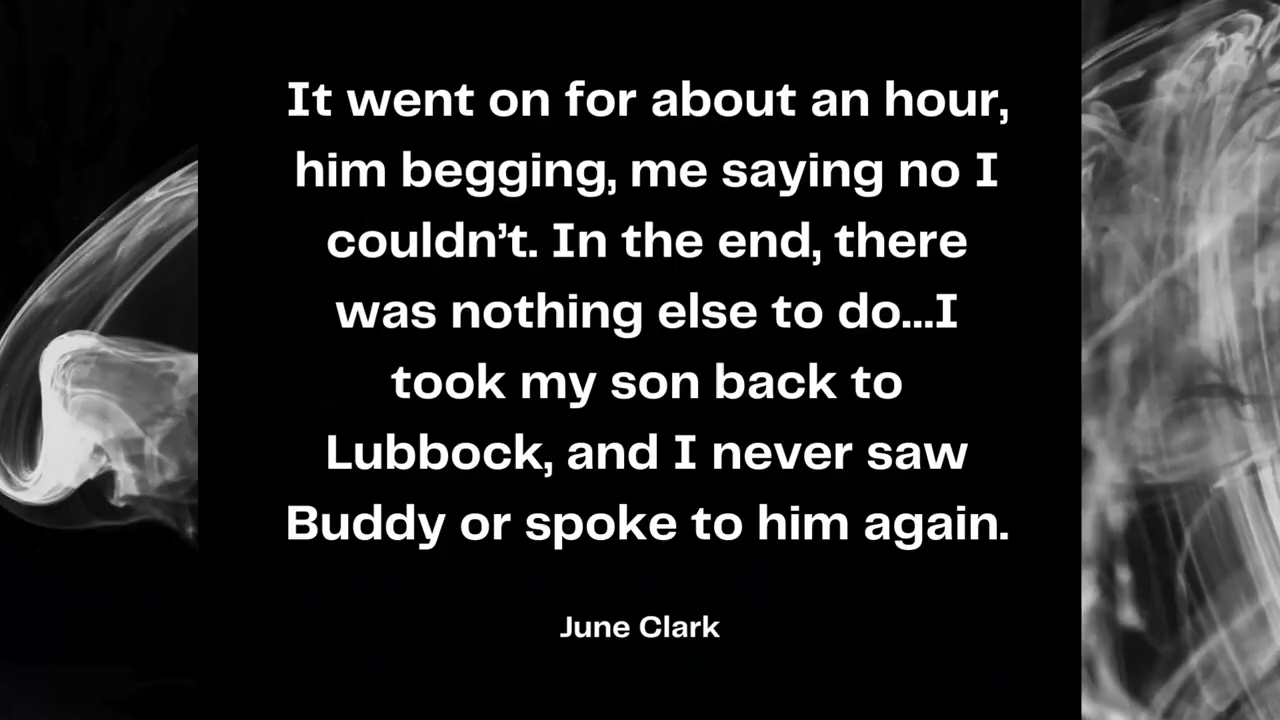 It went on for about an hour,
him begging, me saying no I
couldn’t. In the end, there
was nothing else to do...I
took my son back to
Lubbock, and I never saw
Buddy or spoke to him again.
June Clark